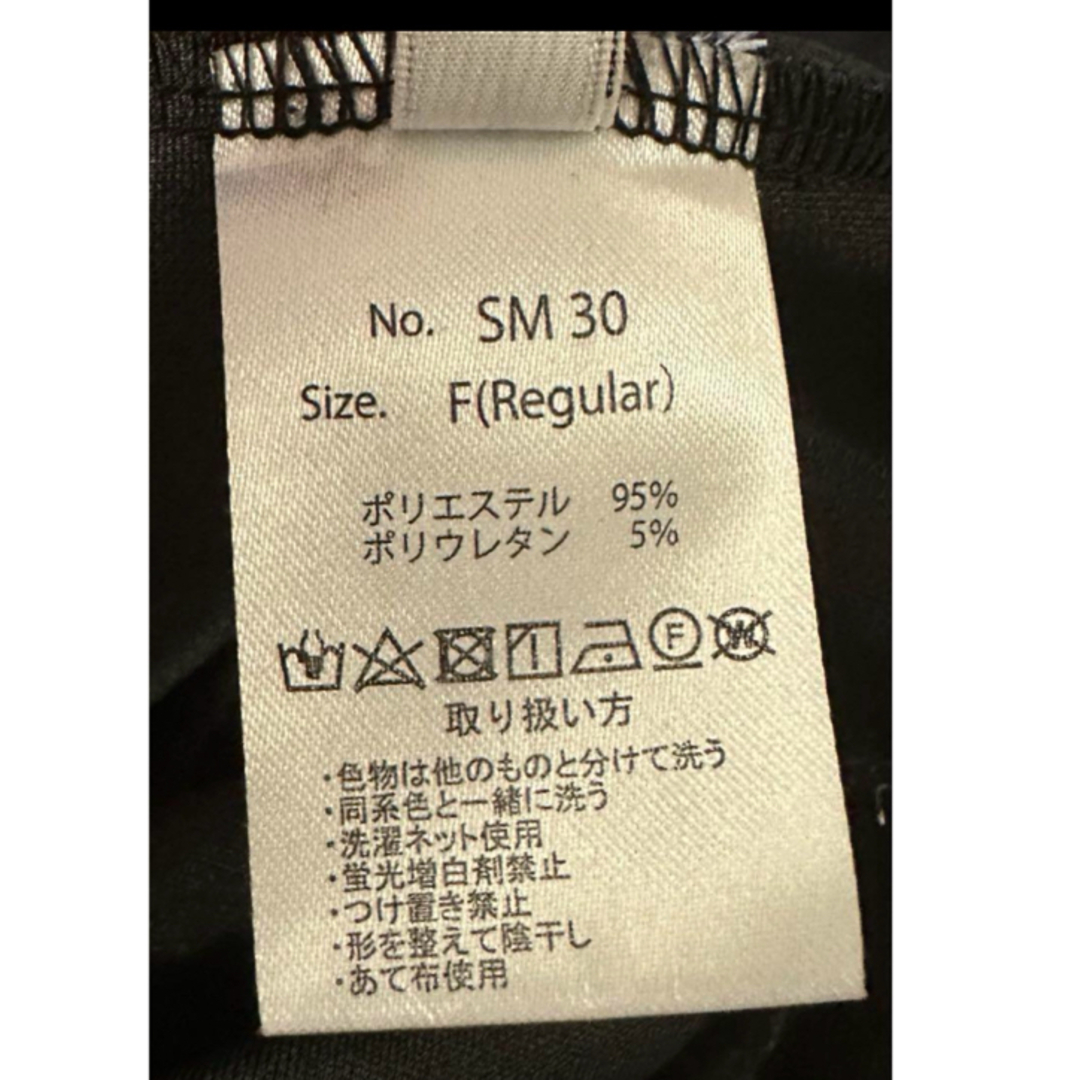 No. SM 30
Size. F(Regular)
ポリエステル 95%
ポリウレタン 5%
F W
取り扱い方
・色物は他のものと分けて洗う
・同系色と一緒に洗う
・洗濯ネット使用
・蛍光増白剤禁止
・つけ置き禁止
・形を整えて陰干し
・あて布使用